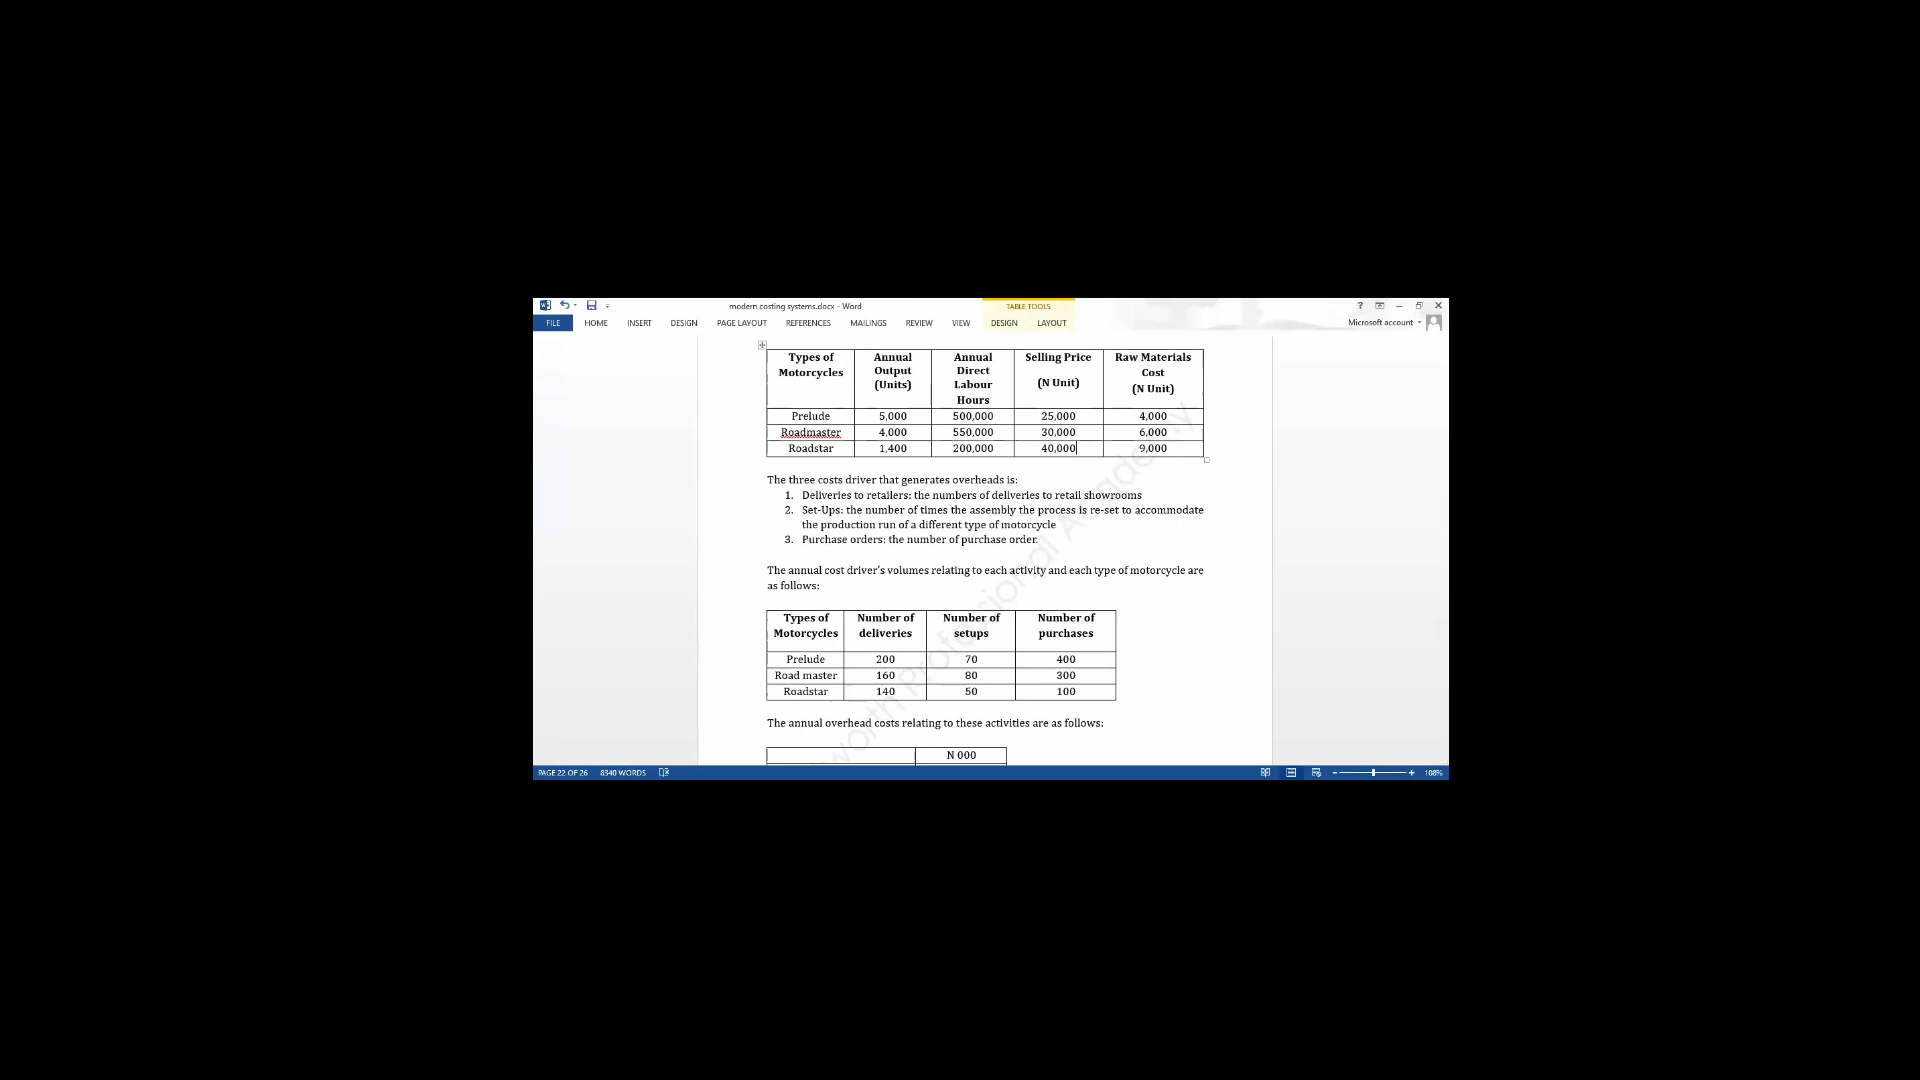 modern costing systems.docx - Word
TABLE TOOLS
FILE HOME INSERT DESIGN PAGE LAYOUT REFERENCES MAILINGS REVIEW VIEW DESIGN LAYOUT
Microsoft account
Types of Motorcycles Annual Output (Units) Annual Direct Labour Hours Selling Price (N Unit) Raw Materials Cost (N Unit)
Prelude 5,000 500,000 25,000 4,000
Roadmaster 4,000 550,000 30,000 6,000
Roadstar 1,400 200,000 40,000 9,000
The three costs driver that generates overheads is:
1. Deliveries to retailers: the numbers of deliveries to retail showrooms
2. Set-Ups: the number of times the assembly the process is re-set to accommodate
the production run of a different type of motorcycle
3. Purchase orders: the number of purchase order.
The annual cost driver's volumes relating to each activity and each type of motorcycle are
as follows:
Types of Motorcycles Number of deliveries Number of setups Number of purchases
Prelude 200 70 400
Road master 160 80 300
Roadstar 140 50 100
The annual overhead costs relating to these activities are as follows:
N 000
worth Professional Academy
PAGE 22 OF 26 8340 WORDS 108%